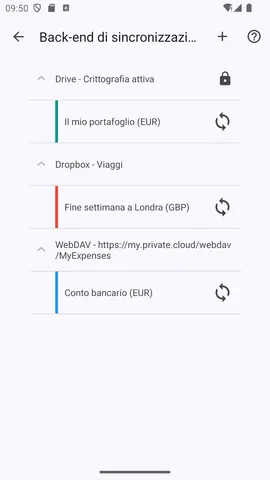 09:50
Back-end di sincronizzazi...
Drive - Crittografia attiva
Il mio portafoglio (EUR)
Dropbox - Viaggi
Fine settimana a Londra (GBP)
WebDAV - https://my.private.cloud/webdav
/MyExpenses
Conto bancario (EUR)